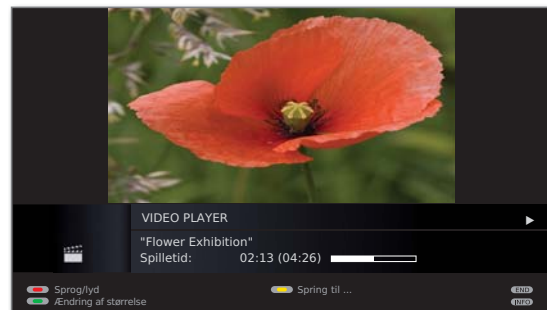 VIDEO PLAYER
"Flower Exhibition"
Spilletid: 02:13 (04:26)
Sprog/lyd Spring til ... END
Ændring af størrelse INFO